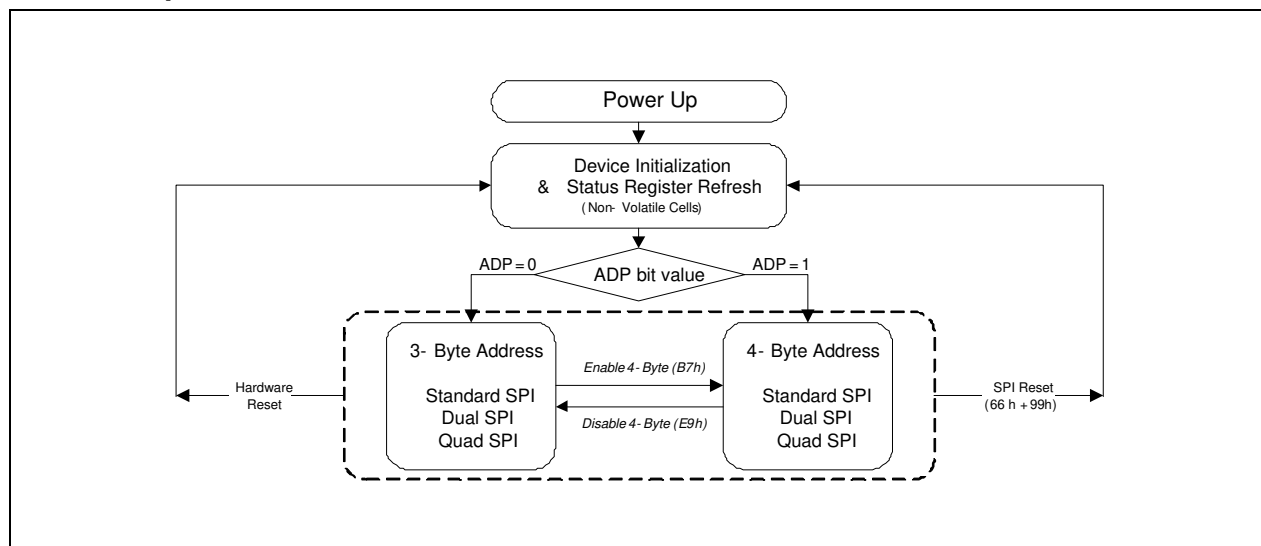 Power Up
Device Initialization
& Status Register Refresh
( Non- Volatile Cells)
ADP = 0
ADP bit value
ADP = 1
3- Byte Address
Standard SPI
Dual SPI
Quad SPI
Enable 4- Byte (B7h)
Disable 4- Byte (E9h)
4- Byte Address
Standard SPI
Dual SPI
Quad SPI
Hardware
Reset
SPI Reset
(66 h + 99h)